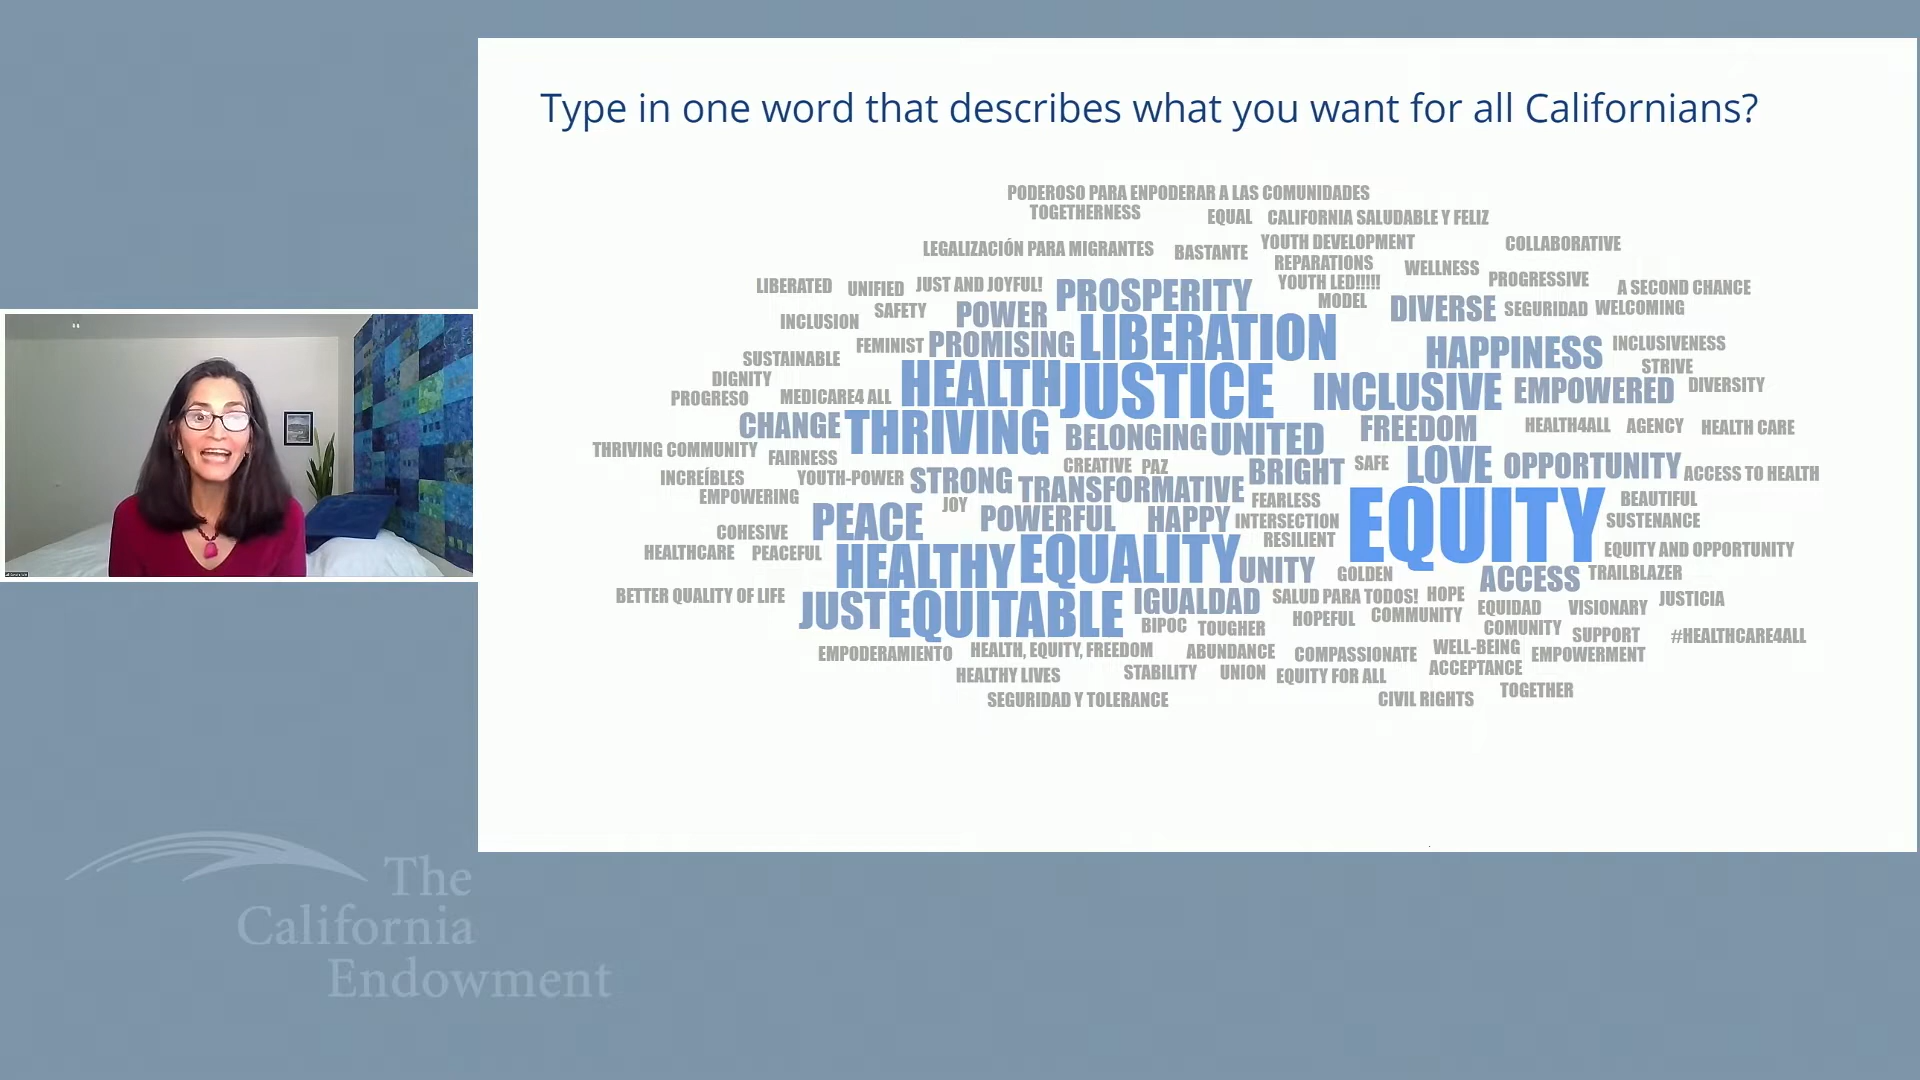 Type in one word that describes what you want for all Californians?
PODEROSO PARA ENPODERAR A LAS COMUNIDADES
TOGETHERNESS
EQUAL
CALIFORNIA SALUDABLE Y FELIZ
LEGALIZACIÓN PARA MIGRANTES
BASTANTE
YOUTH DEVELOPMENT
COLLABORATIVE
REPARATIONS
WELLNESS
LIBERATED
UNIFIED
JUST AND JOYFUL!
PROSPERITY
YOUTH LED!!!!!
PROGRESSIVE
A SECOND CHANCE
INCLUSION
SAFETY
POWER
MODEL
DIVERSE
SEGURIDAD
WELCOMING
FEMINIST
PROMISING
LIBERATION
SUSTAINABLE
HAPPINESS
INCLUSIVENESS
STRIVE
DIGNITY
HEALTH
JUSTICE
INCLUSIVE
EMPOWERED
DIVERSITY
PROGRESO
MEDICARE4 ALL
CHANGE
THRIVING
BELONGING
UNITED
FREEDOM
HEALTH4ALL
AGENCY
HEALTH CARE
THRIVING COMMUNITY
FAIRNESS
CREATIVE
PAZ
BRIGHT
SAFE
LOVE
OPPORTUNITY
ACCESS TO HEALTH
INCREÍBLES
YOUTH-POWER
STRONG
TRANSFORMATIVE
FEARLESS
EMPOWERING
JOY
BEAUTIFUL
PEACE
POWERFUL
HAPPY
INTERSECTION
EQUITY
SUSTENANCE
COHESIVE
RESILIENT
HEALTHCARE
PEACEFUL
EQUITY AND OPPORTUNITY
HEALTHY
EQUALITY
UNITY
GOLDEN
ACCESS
TRAILBLAZER
BETTER QUALITY OF LIFE
JUST
EQUITABLE
IGUALDAD
SALUD PARA TODOS!
HOPE
EQUIDAD
VISIONARY
JUSTICIA
BIPOC
TOUGHER
HOPEFUL
COMMUNITY
COMUNITY
SUPPORT
#HEALTHCARE4ALL
EMPODERAMIENTO
HEALTH, EQUITY, FREEDOM
ABUNDANCE
COMPASSIONATE
WELL-BEING
EMPOWERMENT
HEALTHY LIVES
STABILITY
UNION
EQUITY FOR ALL
ACCEPTANCE
SEGURIDAD Y TOLERANCE
CIVIL RIGHTS
TOGETHER
The
California
Endowment